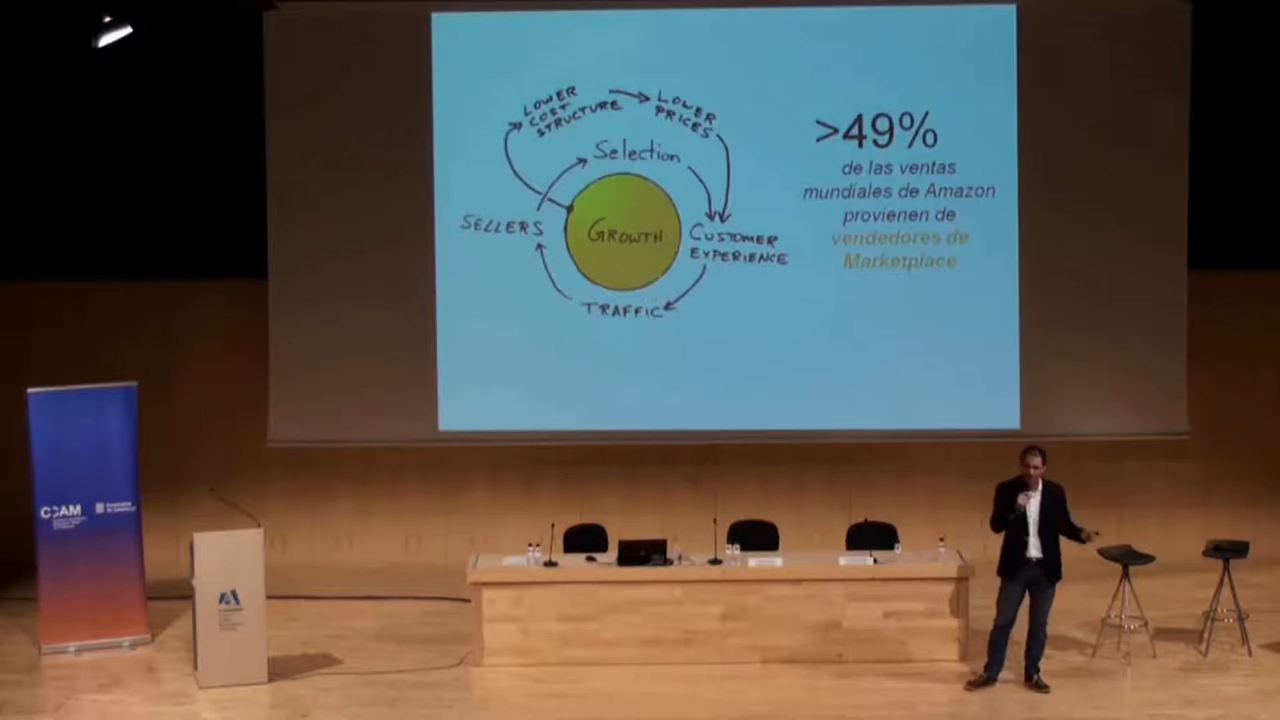 LOWER
COST
STRUCTURE
LOWER
PRICES
Selection
SELLERS
GROWTH
CUSTOMER
EXPERIENCE
TRAFFIC
>49%
de las ventas
mundiales de Amazon
provienen de
vendedores de
Marketplace
CCAM